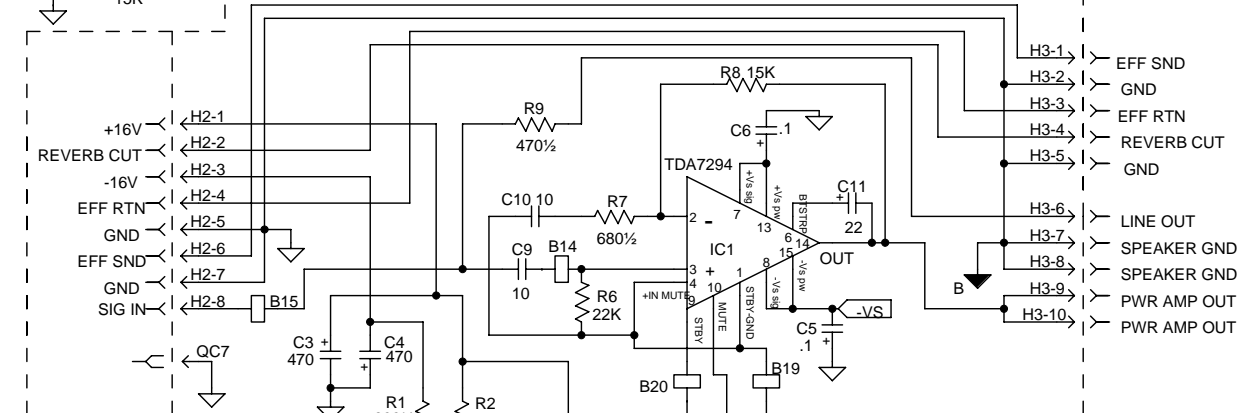 15K
H2-1
+16V
H2-2
REVERB CUT
H2-3
-16V
H2-4
EFF RTN
H2-5
GND
H2-6
EFF SND
H2-7
GND
H2-8
SIG IN
B15
QC7
C3 +
470
C4
+ 470
R1
R2
R9
470½
C10 10
R7
680½
C9
10
B14
R6
22K
R8 15K
C6 .1
+
TDA7294
+Vs sig
+Vs pw
BTSTRP
7
13
6
14
15
8
2
-
IC1
3
+
4
+IN MUTE
10
9
1
STBY
MUTE
STBY-GND
-Vs sig
-Vs pw
OUT
C11
+
22
-VS
C5
.1
+
B20
B19
H3-1
EFF SND
H3-2
GND
H3-3
EFF RTN
H3-4
REVERB CUT
H3-5
GND
H3-6
LINE OUT
H3-7
SPEAKER GND
H3-8
SPEAKER GND
B
H3-9
PWR AMP OUT
H3-10
PWR AMP OUT